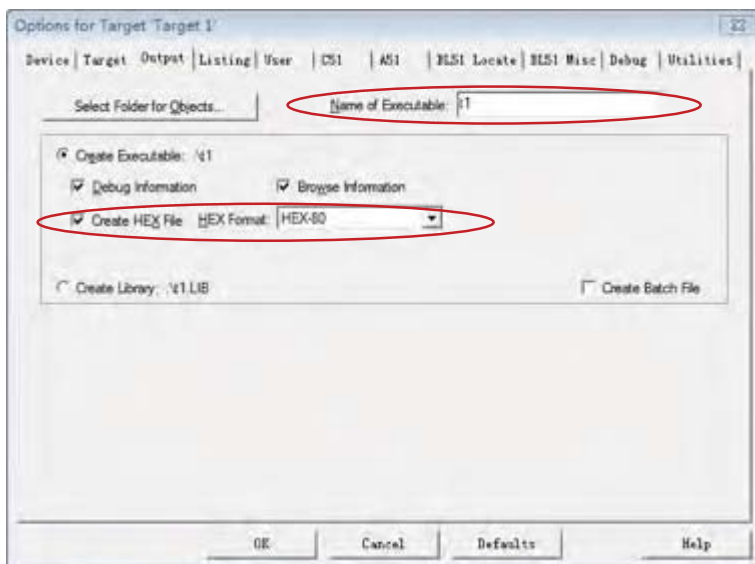 Options for Target 'Target 1'
Device | Target Output | Listing | User | C51 | A51 | BL51 Locate | BL51 Misc | Debug | Utilities |
Select Folder for Objects... Name of Executable: t1
Create Executable: .\t1
Debug Information Browse Information
Create HEX File HEX Format: HEX-80
Create Library: .\t1.LIB Create Batch File
OK Cancel Defaults Help